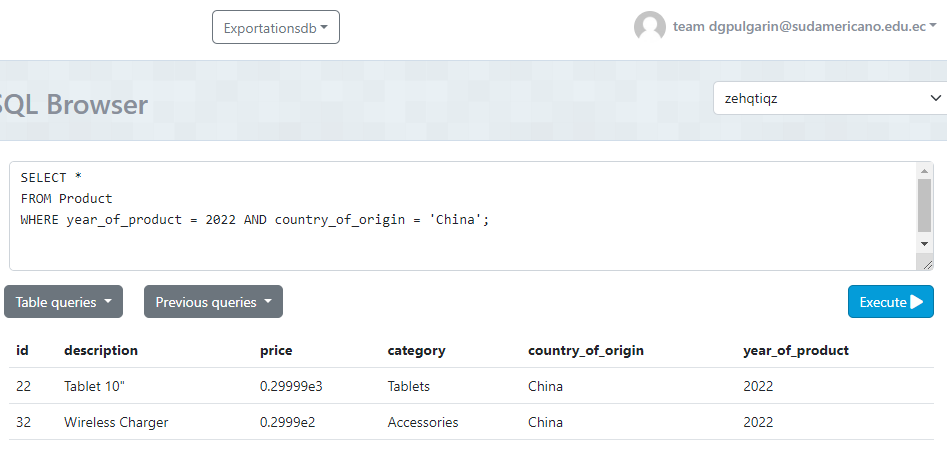 Exportationsdb
team dgpulgarin@sudamericano.edu.ec
SQL Browser
zehqtiqz
SELECT *
FROM Product
WHERE year_of_product = 2022 AND country_of_origin = 'China';
Table queries
Previous queries
Execute
id description price category country_of_origin year_of_product
22 Tablet 10" 0.29999e3 Tablets China 2022
32 Wireless Charger 0.2999e2 Accessories China 2022